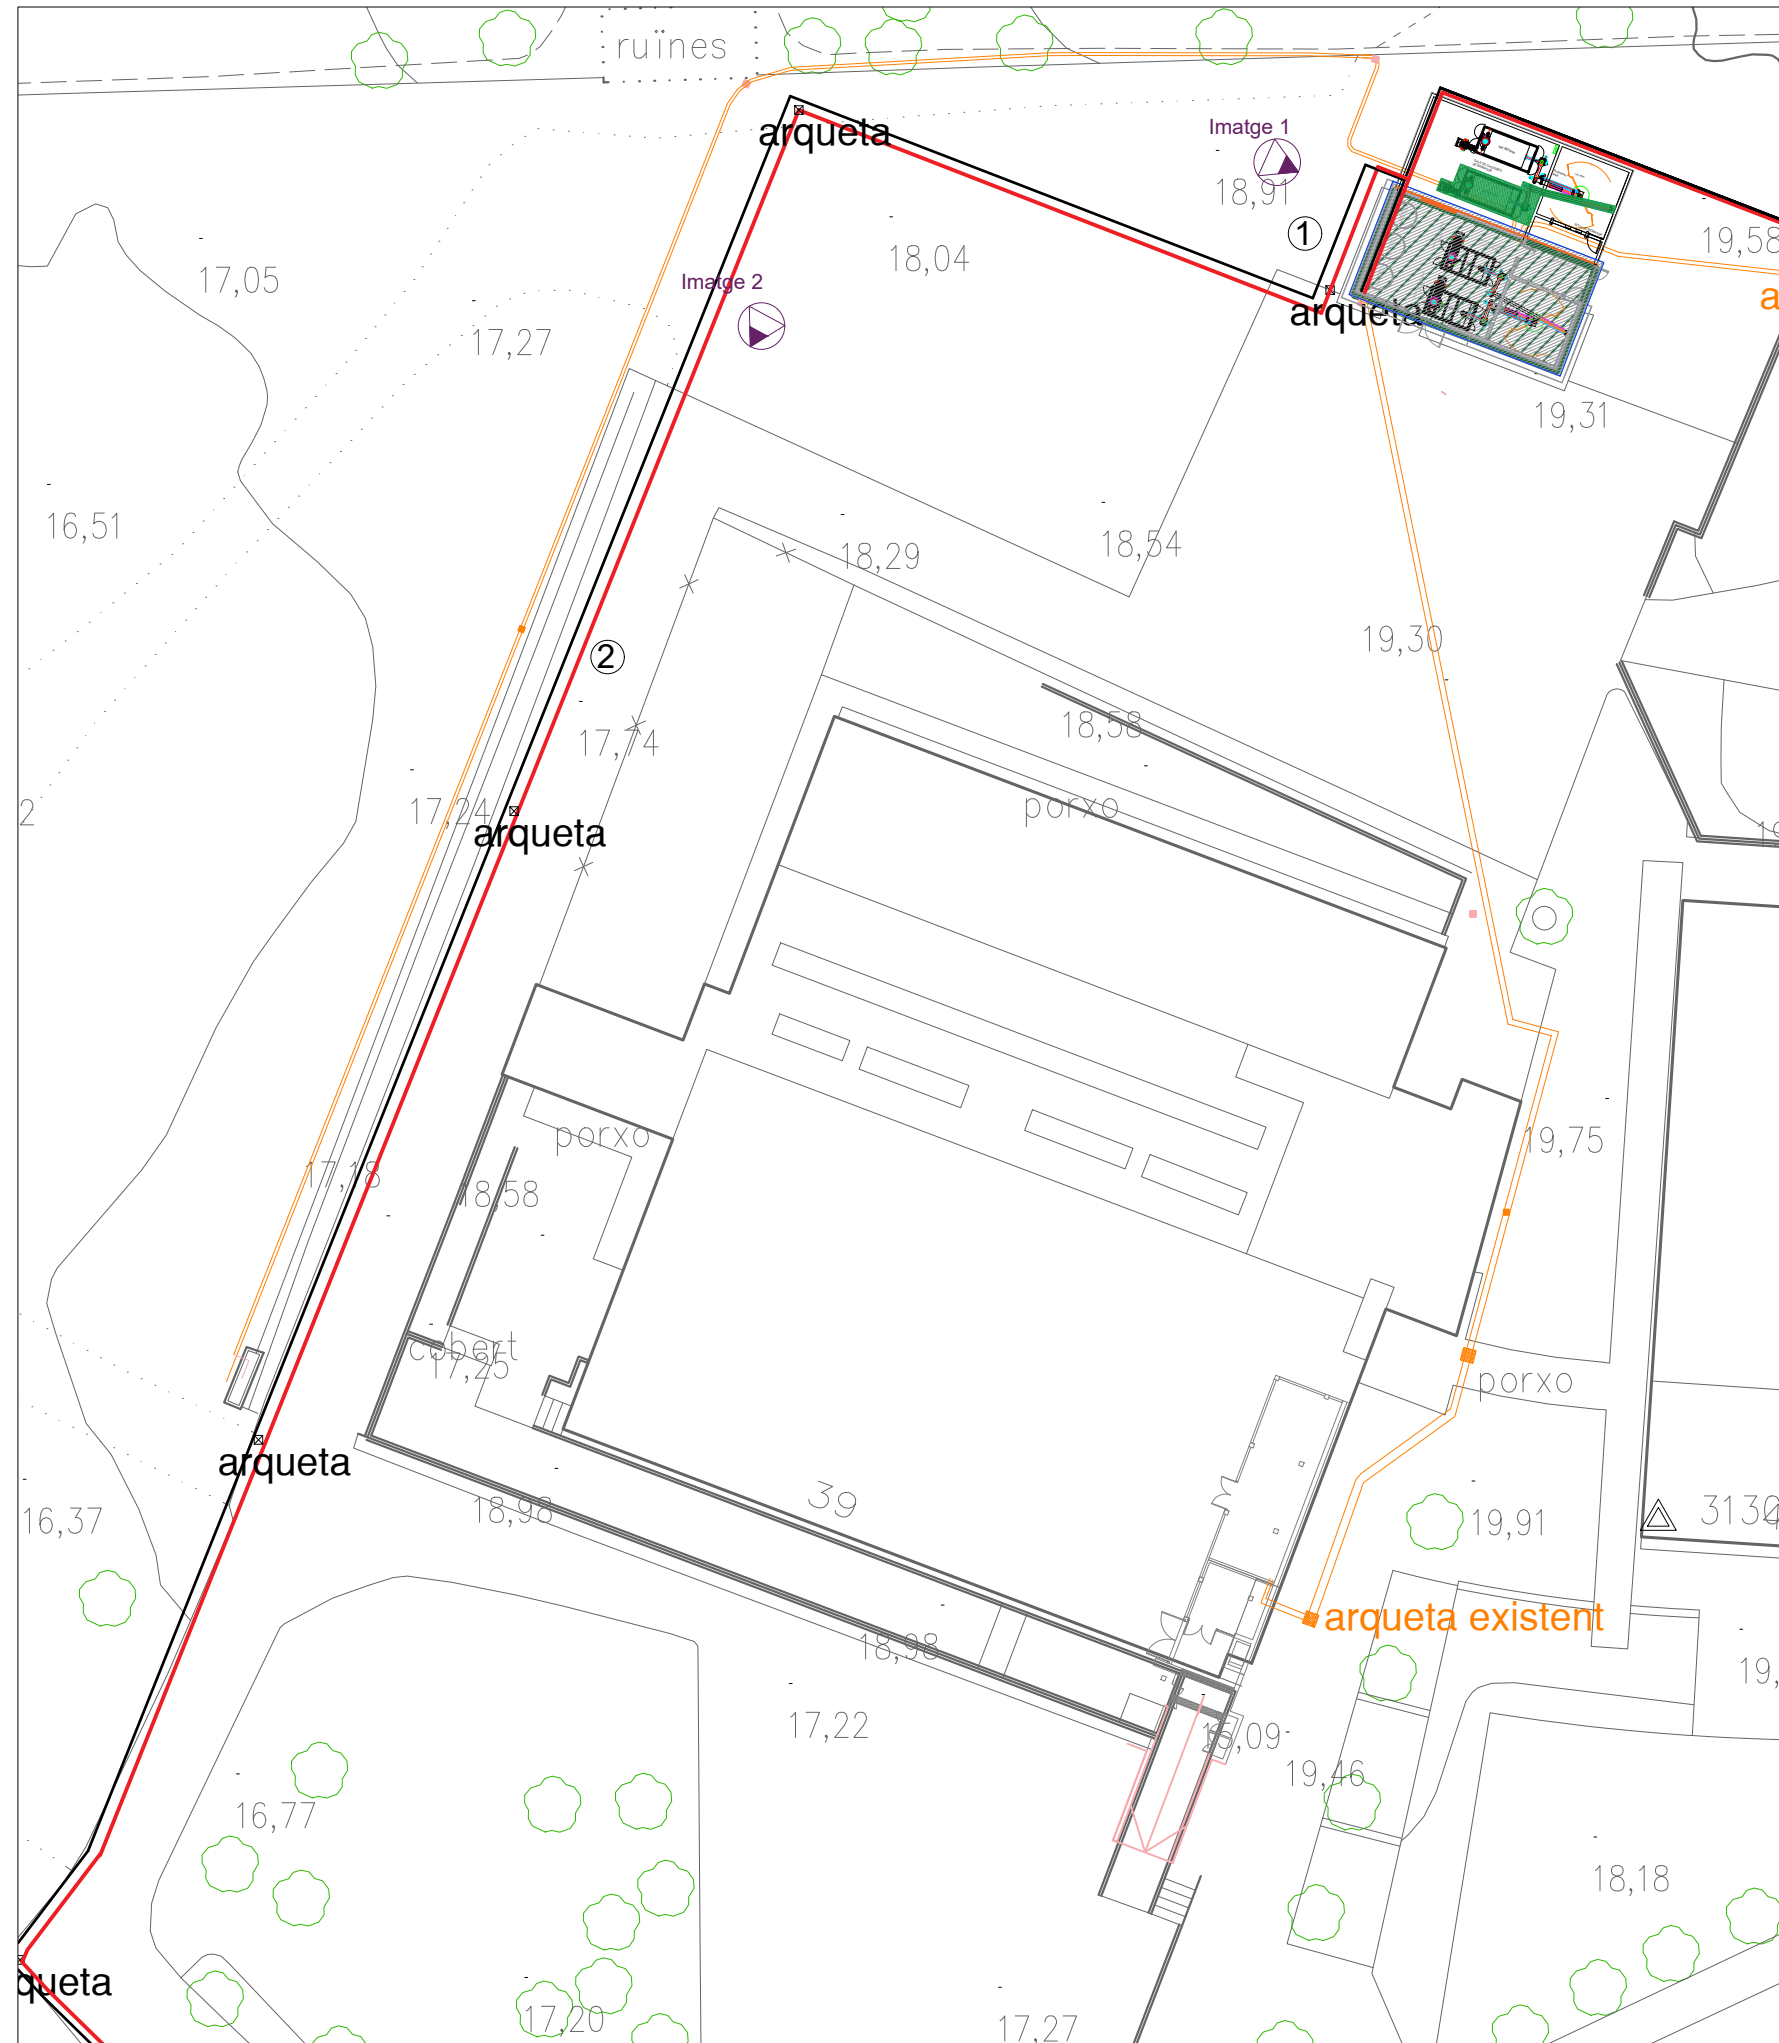 ruïnes
arqueta
Imatge 1
18,91
1
19,58
18,04
17,05
Imatge 2
arqueta
17,27
19,31
16,51
18,29
18,54
19,30
2
17,74
18,58
17,24
porxo
arqueta
19,75
porxo
17,18
18,58
cobert
17,25
porxo
arqueta
39
16,37
18,98
19,91
arqueta existent
18,98
17,22
15,09
19,46
16,77
18,18
queta
17,20
17,27